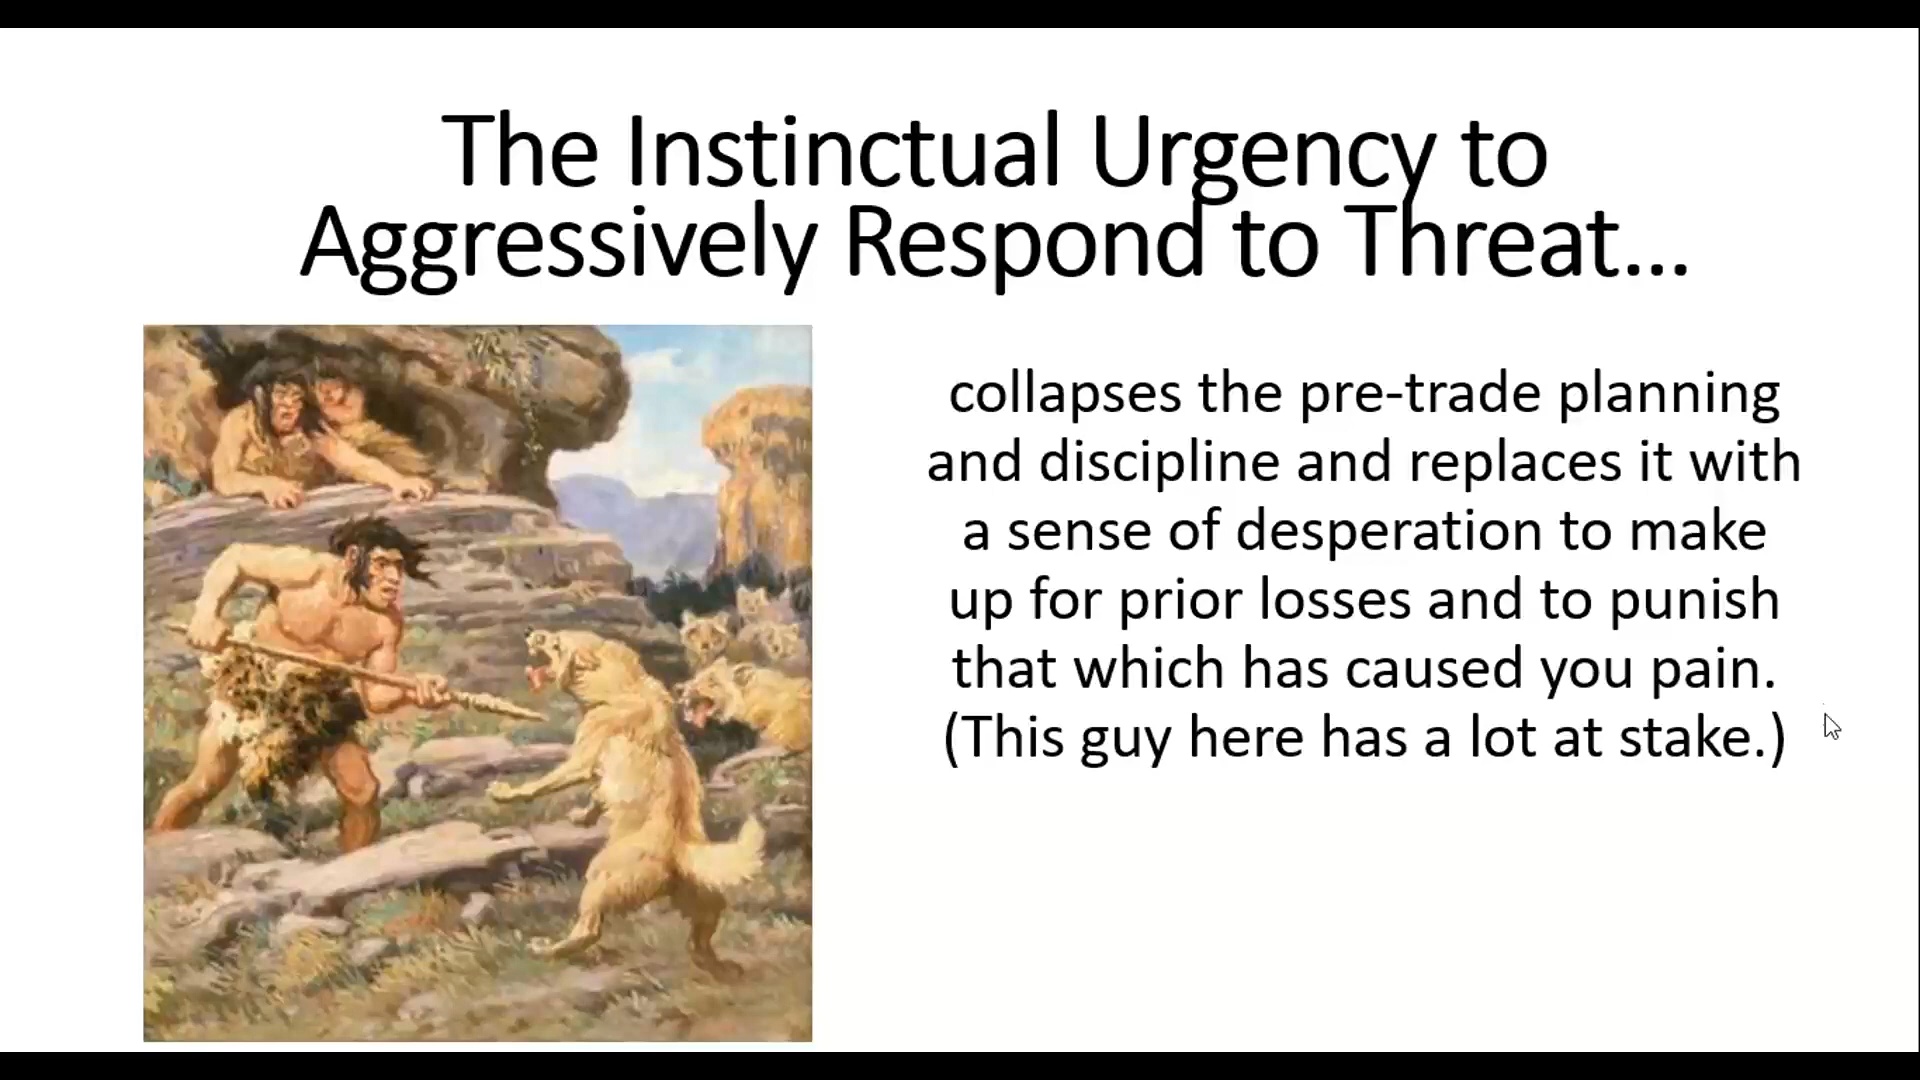 The Instinctual Urgency to
Aggressively Respond to Threat...
collapses the pre-trade planning
and discipline and replaces it with
a sense of desperation to make
up for prior losses and to punish
that which has caused you pain.
(This guy here has a lot at stake.)